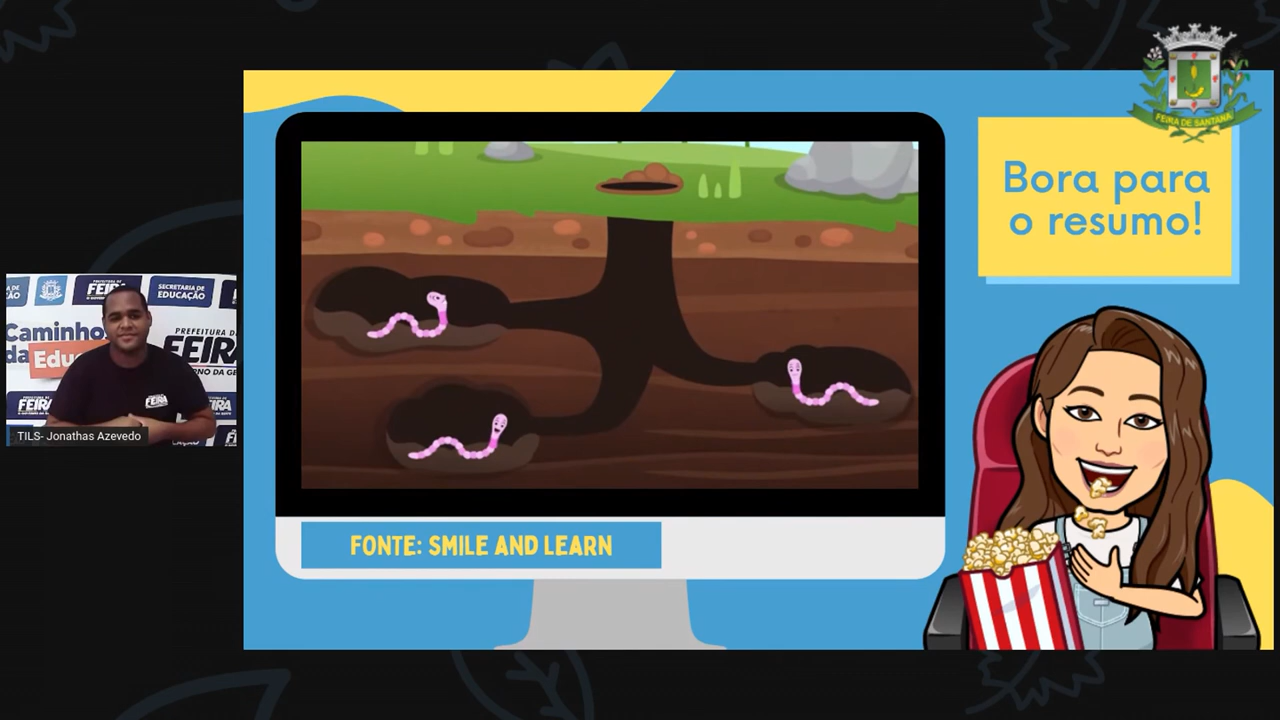 FEIRA DE SANTANA
Bora para
o resumo!
SECRETARIA DE
EDUCAÇÃO
Caminho
da Educ
PREFEITURA D
FEIRA
TILS- Jonathas Azevedo
FONTE: SMILE AND LEARN